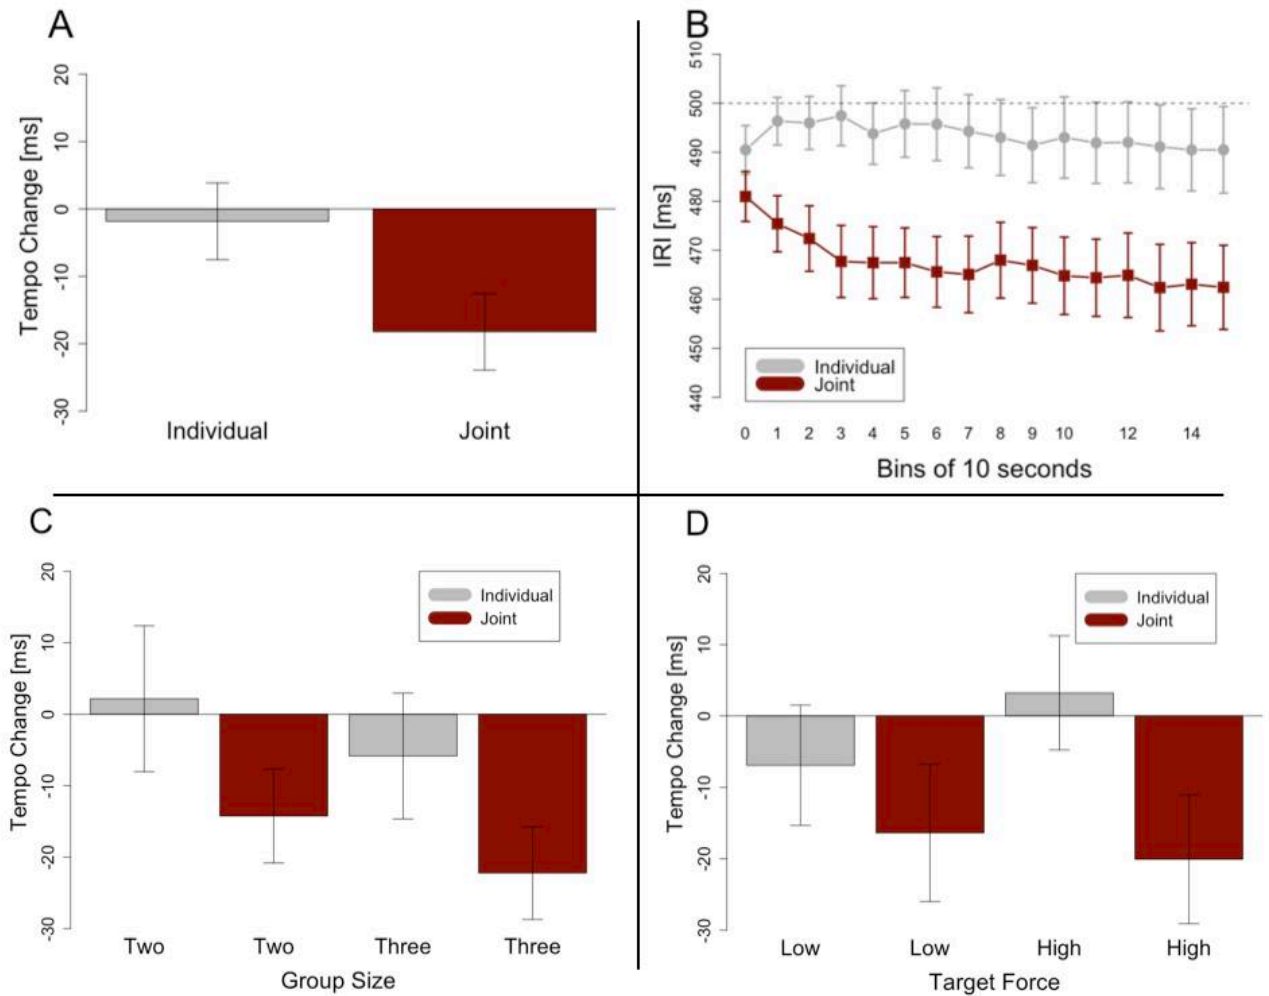 A
Tempo Change [ms]
20
10
0
-10
-20
-30
Individual
Joint
B
IRI [ms]
510
500
490
480
470
460
450
440
Individual
Joint
0 1 2 3 4 5 6 7 8 9 10 12 14
Bins of 10 seconds
C
Tempo Change [ms]
20
10
0
-10
-20
-30
Individual
Joint
Two Two Three Three
Group Size
D
Tempo Change [ms]
20
10
0
-10
-20
-30
Individual
Joint
Low Low High High
Target Force